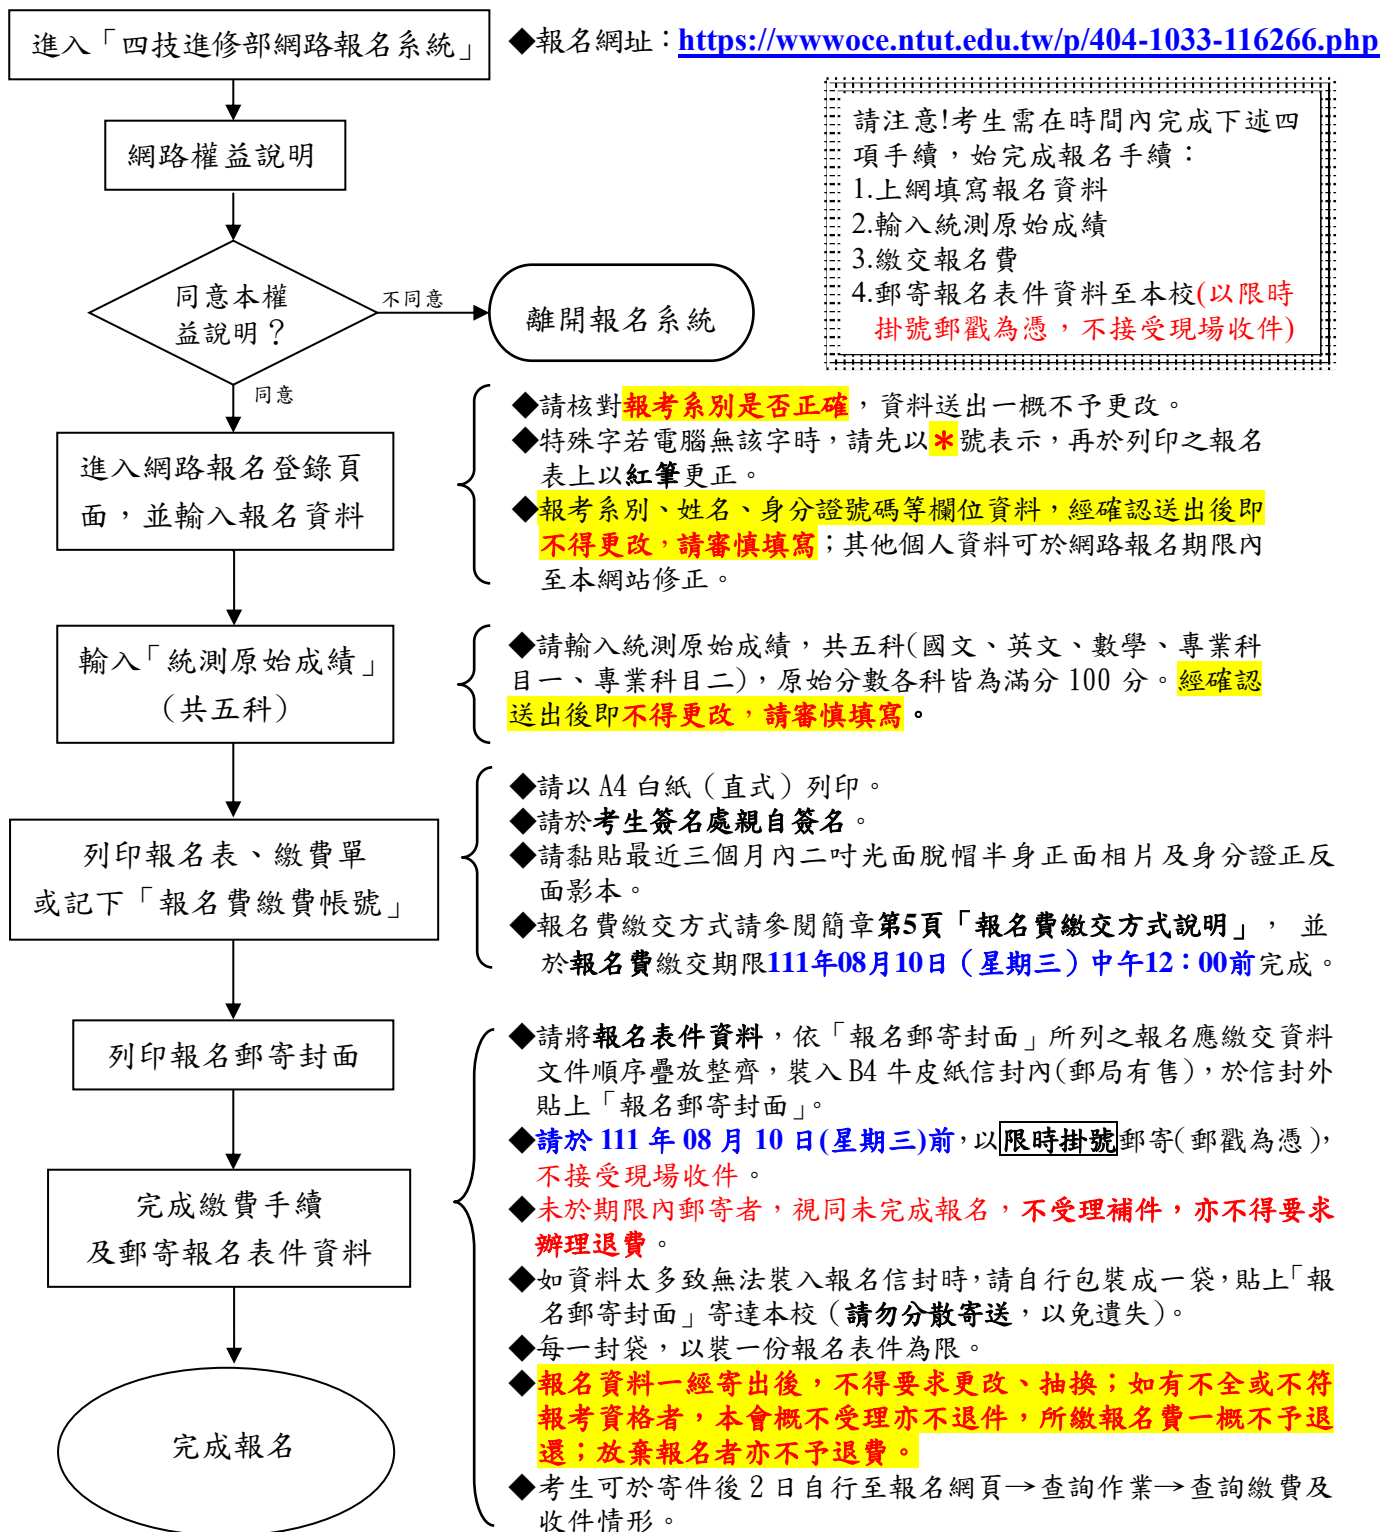 進入「四技進修部網路報名系統」
◆報名網址：https://wwwoce.ntut.edu.tw/p/404-1033-116266.php
請注意!考生需在時間內完成下述四
項手續，始完成報名手續：
1.上網填寫報名資料
2.輸入統測原始成績
3.繳交報名費
4.郵寄報名表件資料至本校(以限時
掛號郵戳為憑，不接受現場收件)
網路權益說明
同意本權
益說明？
不同意
離開報名系統
同意
進入網路報名登錄頁
面，並輸入報名資料
◆請核對報考系別是否正確，資料送出一概不予更改。
◆特殊字若電腦無該字時，請先以＊號表示，再於列印之報名
表上以紅筆更正。
◆報考系別、姓名、身分證號碼等欄位資料，經確認送出後即
不得更改，請審慎填寫；其他個人資料可於網路報名期限內
至本網站修正。
輸入「統測原始成績」
（共五科）
◆請輸入統測原始成績，共五科(國文、英文、數學、專業科
目一、專業科目二)，原始分數各科皆為滿分 100 分。經確認
送出後即不得更改，請審慎填寫。
列印報名表、繳費單
或記下「報名費繳費帳號」
◆請以 A4 白紙（直式）列印。
◆請於考生簽名處親自簽名。
◆請黏貼最近三個月內二吋光面脫帽半身正面相片及身分證正反
面影本。
◆報名費繳交方式請參閱簡章第5頁「報名費繳交方式說明」， 並
於報名費繳交期限111年08月10日（星期三）中午12：00前完成。
列印報名郵寄封面
完成繳費手續
及郵寄報名表件資料
◆請將報名表件資料，依「報名郵寄封面」所列之報名應繳交資料
文件順序疊放整齊，裝入 B4 牛皮紙信封內(郵局有售)，於信封外
貼上「報名郵寄封面」。
◆請於 111 年 08 月 10 日(星期三)前，以限時掛號郵寄(郵戳為憑)，
不接受現場收件。
◆未於期限內郵寄者，視同未完成報名，不受理補件，亦不得要求
辦理退費。
◆如資料太多致無法裝入報名信封時，請自行包裝成一袋，貼上「報
名郵寄封面」寄達本校（請勿分散寄送，以免遺失）。
◆每一封袋，以裝一份報名表件為限。
◆報名資料一經寄出後，不得要求更改、抽換；如有不全或不符
報考資格者，本會概不受理亦不退件，所繳報名費一概不予退
還；放棄報名者亦不予退費。
◆考生可於寄件後 2 日自行至報名網頁→查詢作業→查詢繳費及
收件情形。
完成報名